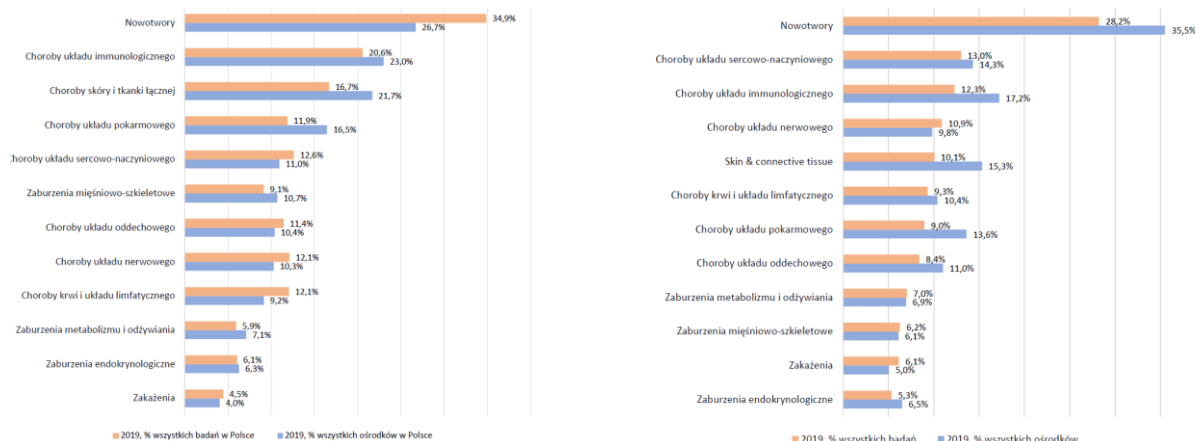 Nowotwory
34,9%
26,7%
Choroby układu immunologicznego
20,6%
23,0%
Choroby skóry i tkanki łącznej
16,7%
21,7%
Choroby układu pokarmowego
11,9%
16,5%
Choroby układu sercowo-naczyniowego
12,6%
11,0%
Zaburzenia mięśniowo-szkieletowe
9,1%
10,7%
Choroby układu oddechowego
11,4%
10,4%
Choroby układu nerwowego
12,1%
10,3%
Choroby krwi i układu limfatycznego
12,1%
9,2%
Zaburzenia metabolizmu i odżywiania
5,9%
7,1%
Zaburzenia endokrynologiczne
6,1%
6,3%
Zakażenia
4,5%
4,0%
2019, % wszystkich badań w Polsce 2019, % wszystkich ośrodków w Polsce
Nowotwory
28,2%
35,5%
Choroby układu sercowo-naczyniowego
13,0%
14,3%
Choroby układu immunologicznego
12,3%
17,2%
Choroby układu nerwowego
10,9%
9,8%
Skin & connective tissue
10,1%
15,3%
Choroby krwi i układu limfatycznego
9,3%
10,4%
Choroby układu pokarmowego
9,0%
13,6%
Choroby układu oddechowego
8,4%
11,0%
Zaburzenia metabolizmu i odżywiania
7,0%
6,9%
Zaburzenia mięśniowo-szkieletowe
6,2%
6,1%
Zakażenia
6,1%
5,0%
Zaburzenia endokrynologiczne
5,3%
6,5%
2019, % wszystkich badań 2019, % wszystkich ośrodków